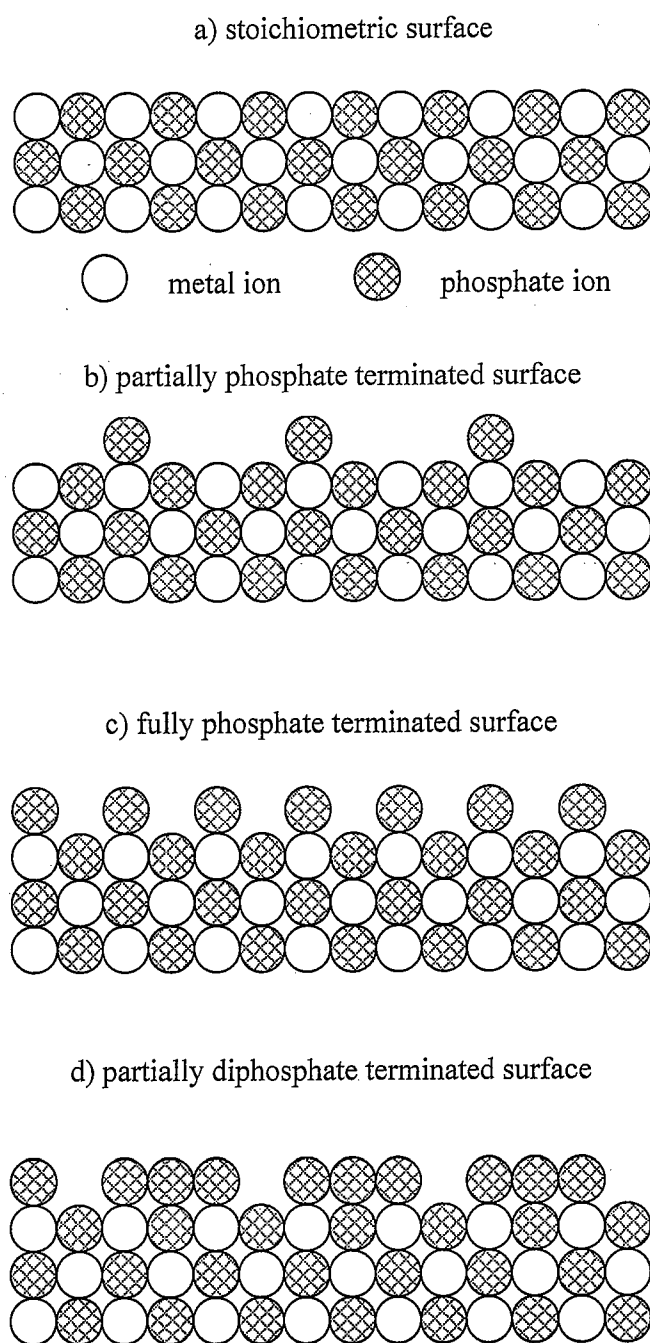 a) stoichiometric surface
metal ion
phosphate ion
b) partially phosphate terminated surface
c) fully phosphate terminated surface
d) partially diphosphate terminated surface